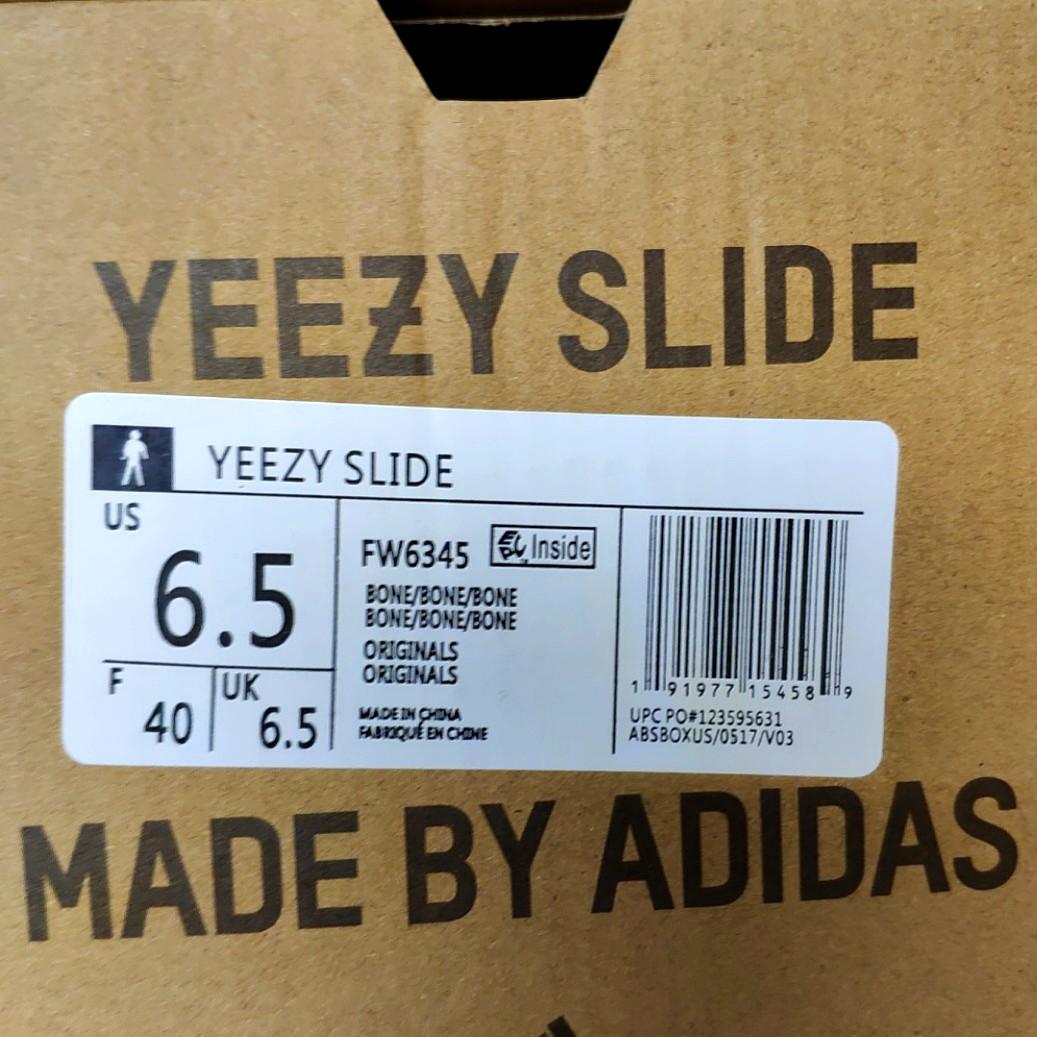 YEEZY SLIDE
YEEZY SLIDE
US
6.5
F
40
UK
6.5
FW6345
Inside
BONE/BONE/BONE
BONE/BONE/BONE
ORIGINALS
ORIGINALS
MADE IN CHINA
FABRIQUÉ EN CHINE
1 91977 15458 9
UPC PO#123595631
ABSBOXUS/0517/V03
MADE BY ADIDAS